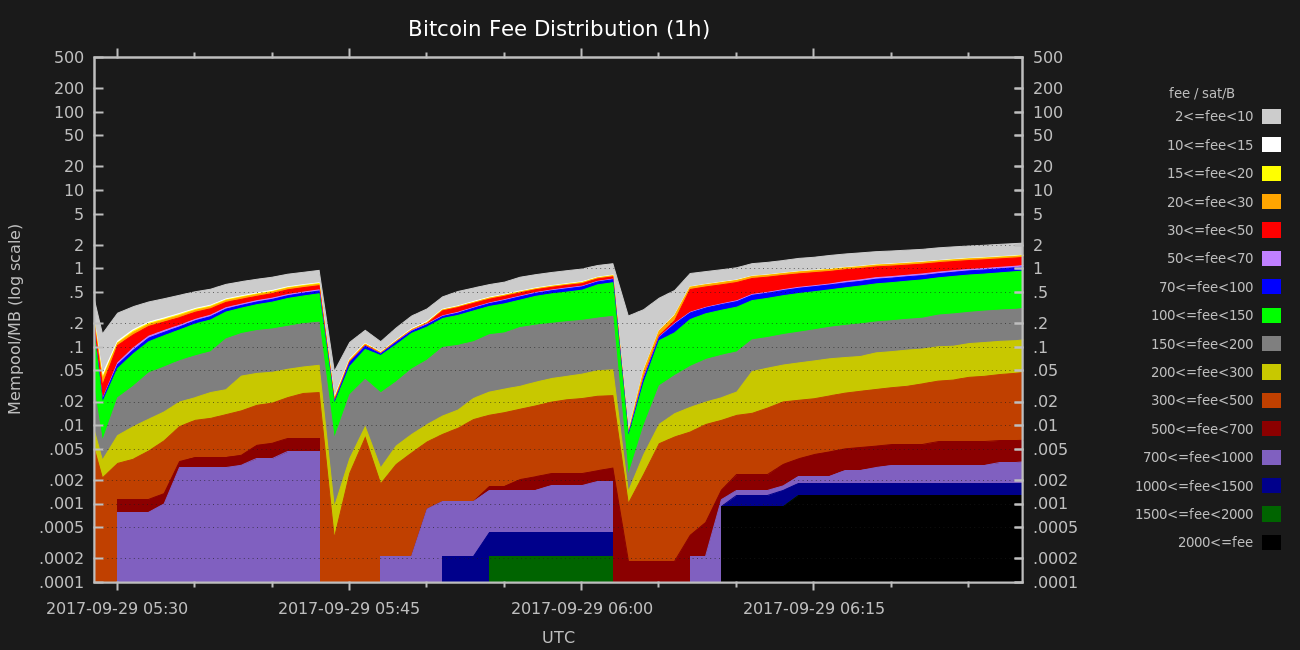 Bitcoin Fee Distribution (1h)
Mempool/MB (log scale)
500
200
100
50
20
10
5
2
1
.5
.2
.1
.05
.02
.01
.005
.002
.001
.0005
.0002
.0001
500
200
100
50
20
10
5
2
1
.5
.2
.1
.05
.02
.01
.005
.002
.001
.0005
.0002
.0001
2017-09-29 05:30
2017-09-29 05:45
2017-09-29 06:00
2017-09-29 06:15
UTC
fee / sat/B
2<=fee<10
10<=fee<15
15<=fee<20
20<=fee<30
30<=fee<50
50<=fee<70
70<=fee<100
100<=fee<150
150<=fee<200
200<=fee<300
300<=fee<500
500<=fee<700
700<=fee<1000
1000<=fee<1500
1500<=fee<2000
2000<=fee